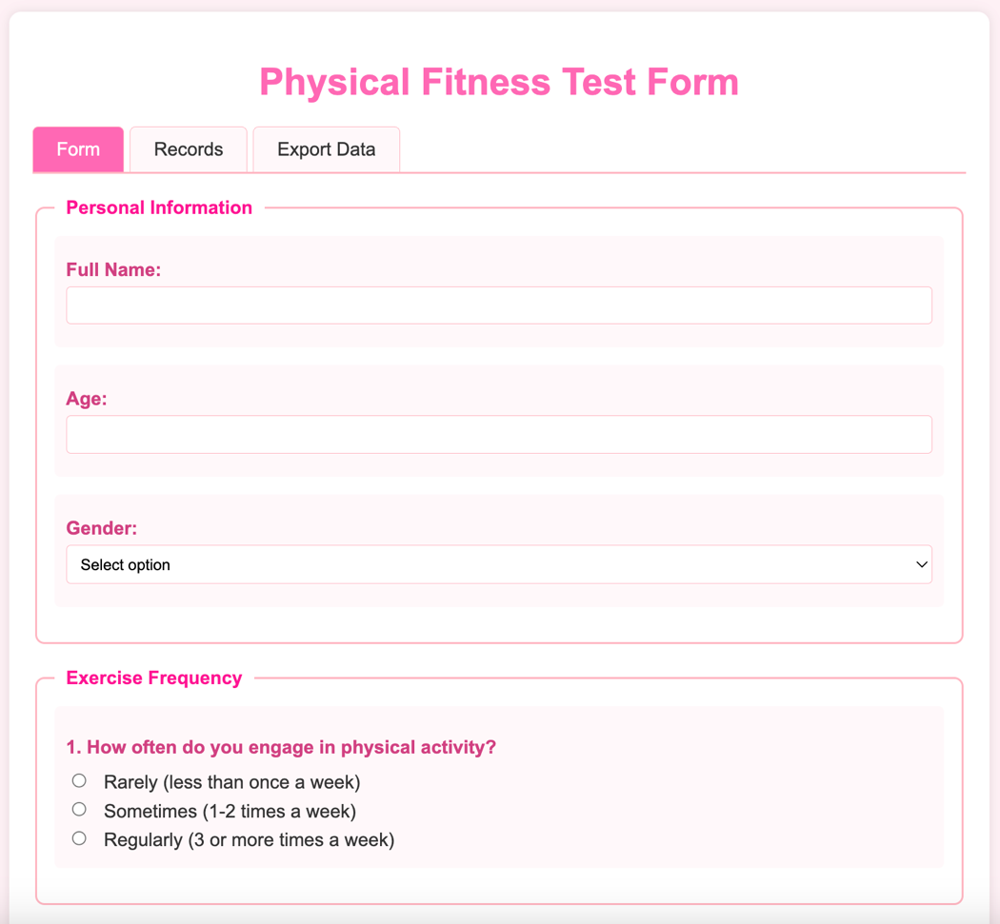 Physical Fitness Test Form
Form Records Export Data
Personal Information
Full Name:
Age:
Gender:
Select option
Exercise Frequency
1. How often do you engage in physical activity?
Rarely (less than once a week)
Sometimes (1-2 times a week)
Regularly (3 or more times a week)